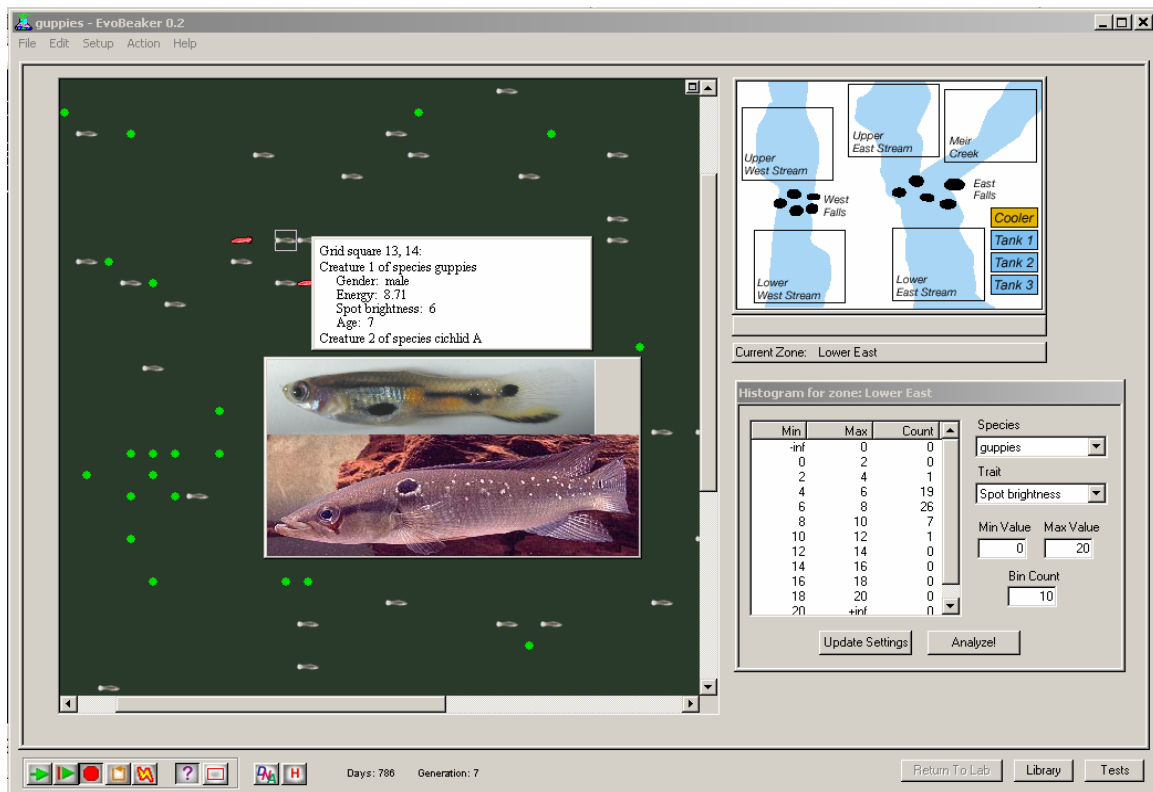 guppies - EvoBeaker 0.2
File Edit Setup Action Help
Grid square 13, 14:
Creature 1 of species guppies
Gender: male
Energy: 8.71
Spot brightness: 6
Age: 7
Creature 2 of species cichlid A
Upper
West Stream
Upper
East Stream
Meir
Creek
West
Falls
East
Falls
Lower
West Stream
Lower
East Stream
Cooler
Tank 1
Tank 2
Tank 3
Current Zone: Lower East
Histogram for zone: Lower East
Min Max Count
-inf 0 0
0 2 0
2 4 1
4 6 19
6 8 26
8 10 7
10 12 1
12 14 0
14 16 0
16 18 0
18 20 0
20 +inf 0
Species
guppies
Trait
Spot brightness
Min Value Max Value
0 20
Bin Count
10
Update Settings Analyze!
? DNA H Days: 786 Generation: 7 Return To Lab Library Tests